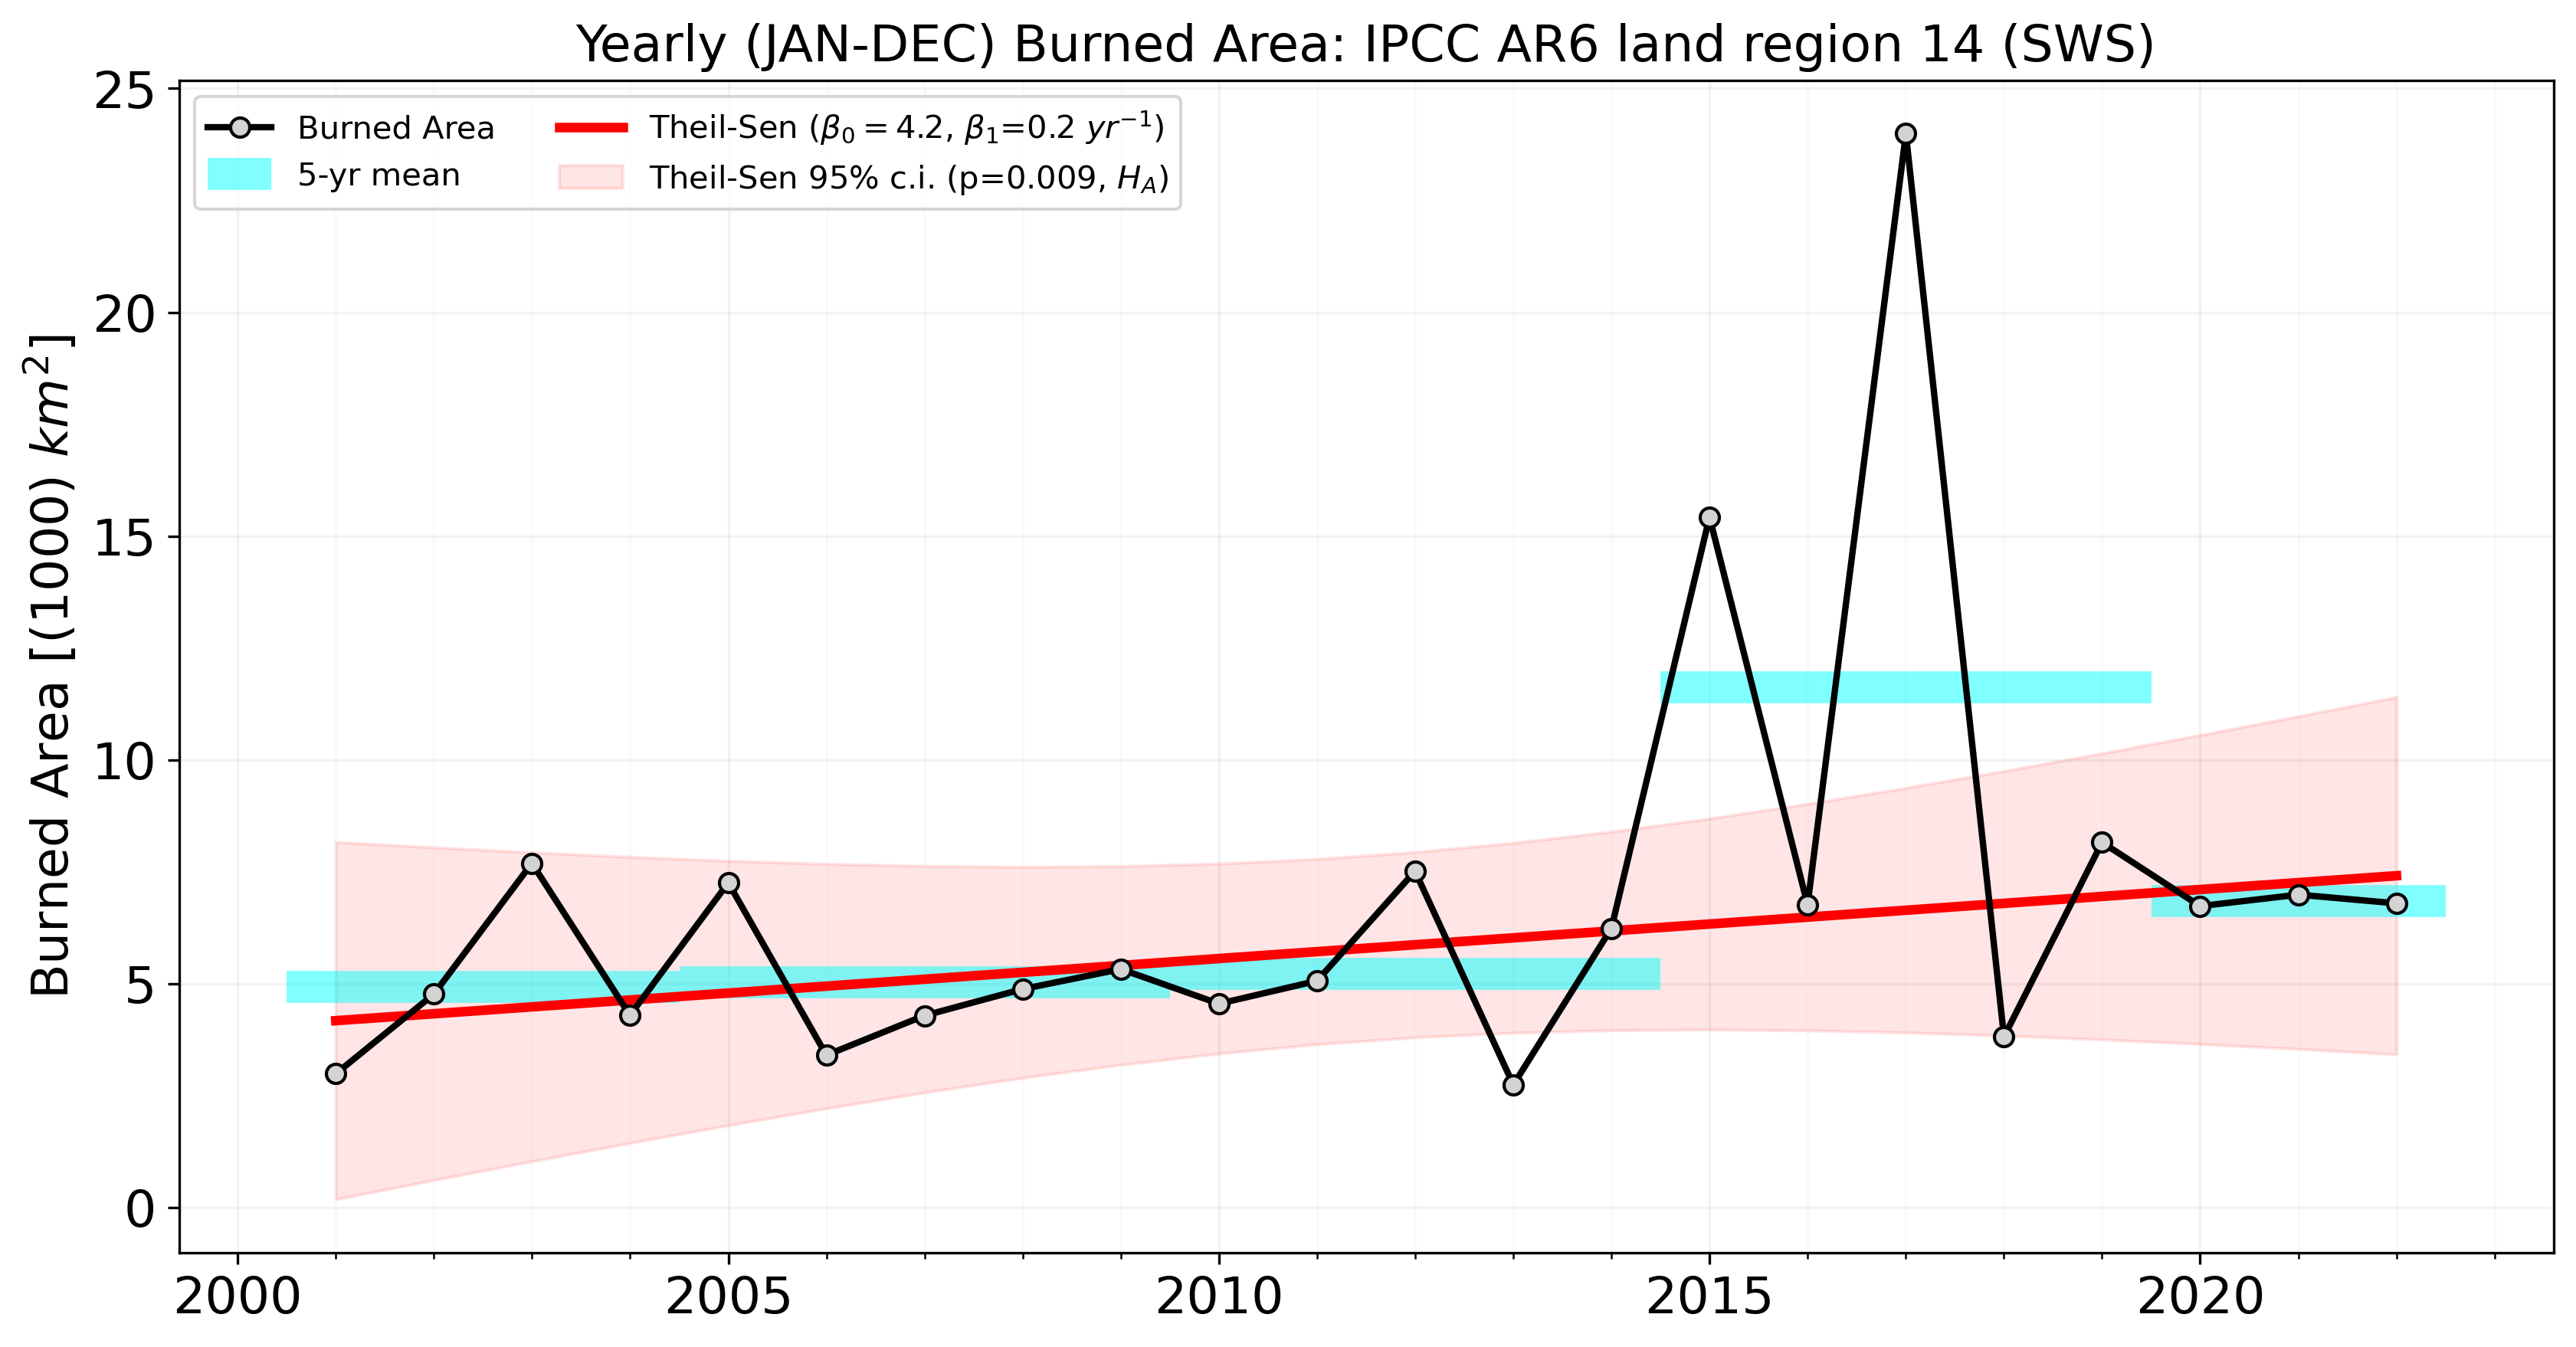 Yearly (JAN-DEC) Burned Area: IPCC AR6 land region 14 (SWS)
Burned Area [(1000) km²]
25
20
15
10
5
0
Burned Area
5-yr mean
Theil-Sen (β₀ = 4.2, β₁=0.2 yr⁻¹)
Theil-Sen 95% c.i. (p=0.009, H_A)
2000 2005 2010 2015 2020